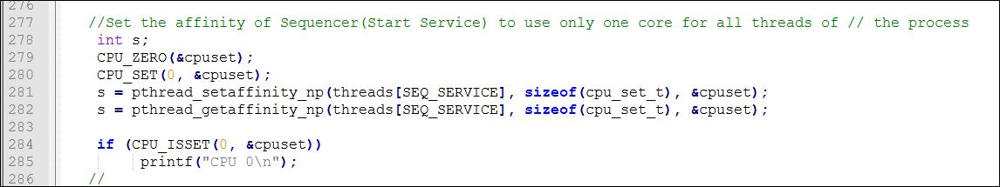 276
277 //Set the affinity of Sequencer(Start Service) to use only one core for all threads of // the process
278 int s;
279 CPU_ZERO(&cpuset);
280 CPU_SET(0, &cpuset);
281 s = pthread_setaffinity_np(threads[SEQ_SERVICE], sizeof(cpu_set_t), &cpuset);
282 s = pthread_getaffinity_np(threads[SEQ_SERVICE], sizeof(cpu_set_t), &cpuset);
283
284 if (CPU_ISSET(0, &cpuset))
285 printf("CPU 0\n");
286 //